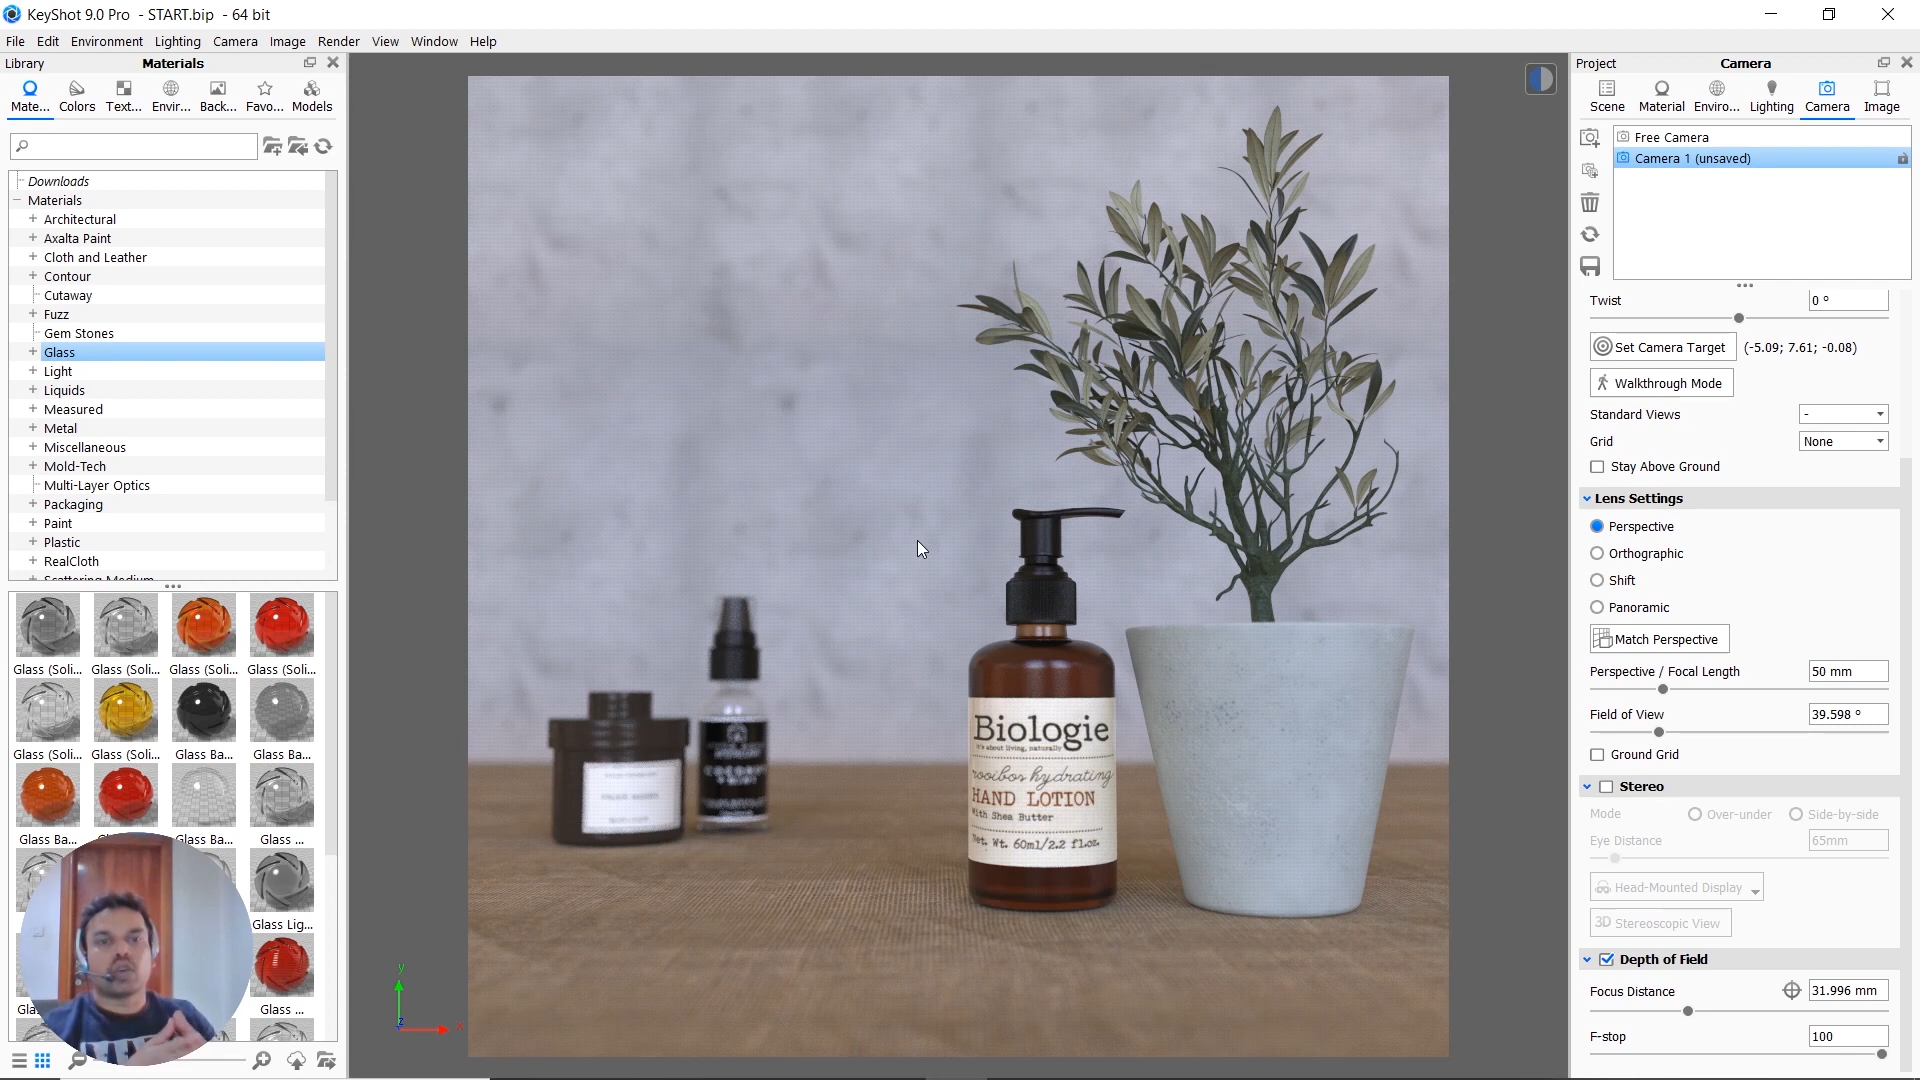 KeyShot 9.0 Pro - START.bip - 64 bit
File Edit Environment Lighting Camera Image Render View Window Help
Library Materials
Mate... Colors Text... Envir... Back... Favo... Models
Downloads
Materials
Architectural
Axalta Paint
Cloth and Leather
Contour
Cutaway
Fuzz
Gem Stones
Glass
Light
Liquids
Measured
Metal
Miscellaneous
Mold-Tech
Multi-Layer Optics
Packaging
Paint
Plastic
RealCloth
Scattering Medium
Glass (Soli... Glass (Soli... Glass (Soli... Glass (Soli...
Glass (Soli... Glass (Soli... Glass Ba... Glass Ba...
Glass Ba... Glass Ba... Glass ...
Glass Lig...
Glass ...
Biologie
it's about living, naturally
rooibos hydrating
HAND LOTION
With Shea Butter
Net. Wt. 60ml/2.2 fl.oz.
y
z
x
Project Camera
Scene Material Enviro... Lighting Camera Image
Free Camera
Camera 1 (unsaved)
Twist 0 °
Set Camera Target (-5.09; 7.61; -0.08)
Walkthrough Mode
Standard Views -
Grid None
Stay Above Ground
Lens Settings
Perspective
Orthographic
Shift
Panoramic
Match Perspective
Perspective / Focal Length 50 mm
Field of View 39.598 °
Ground Grid
Stereo
Mode Over-under Side-by-side
Eye Distance 65mm
Head-Mounted Display
3D Stereoscopic View
Depth of Field
Focus Distance 31.996 mm
F-stop 100